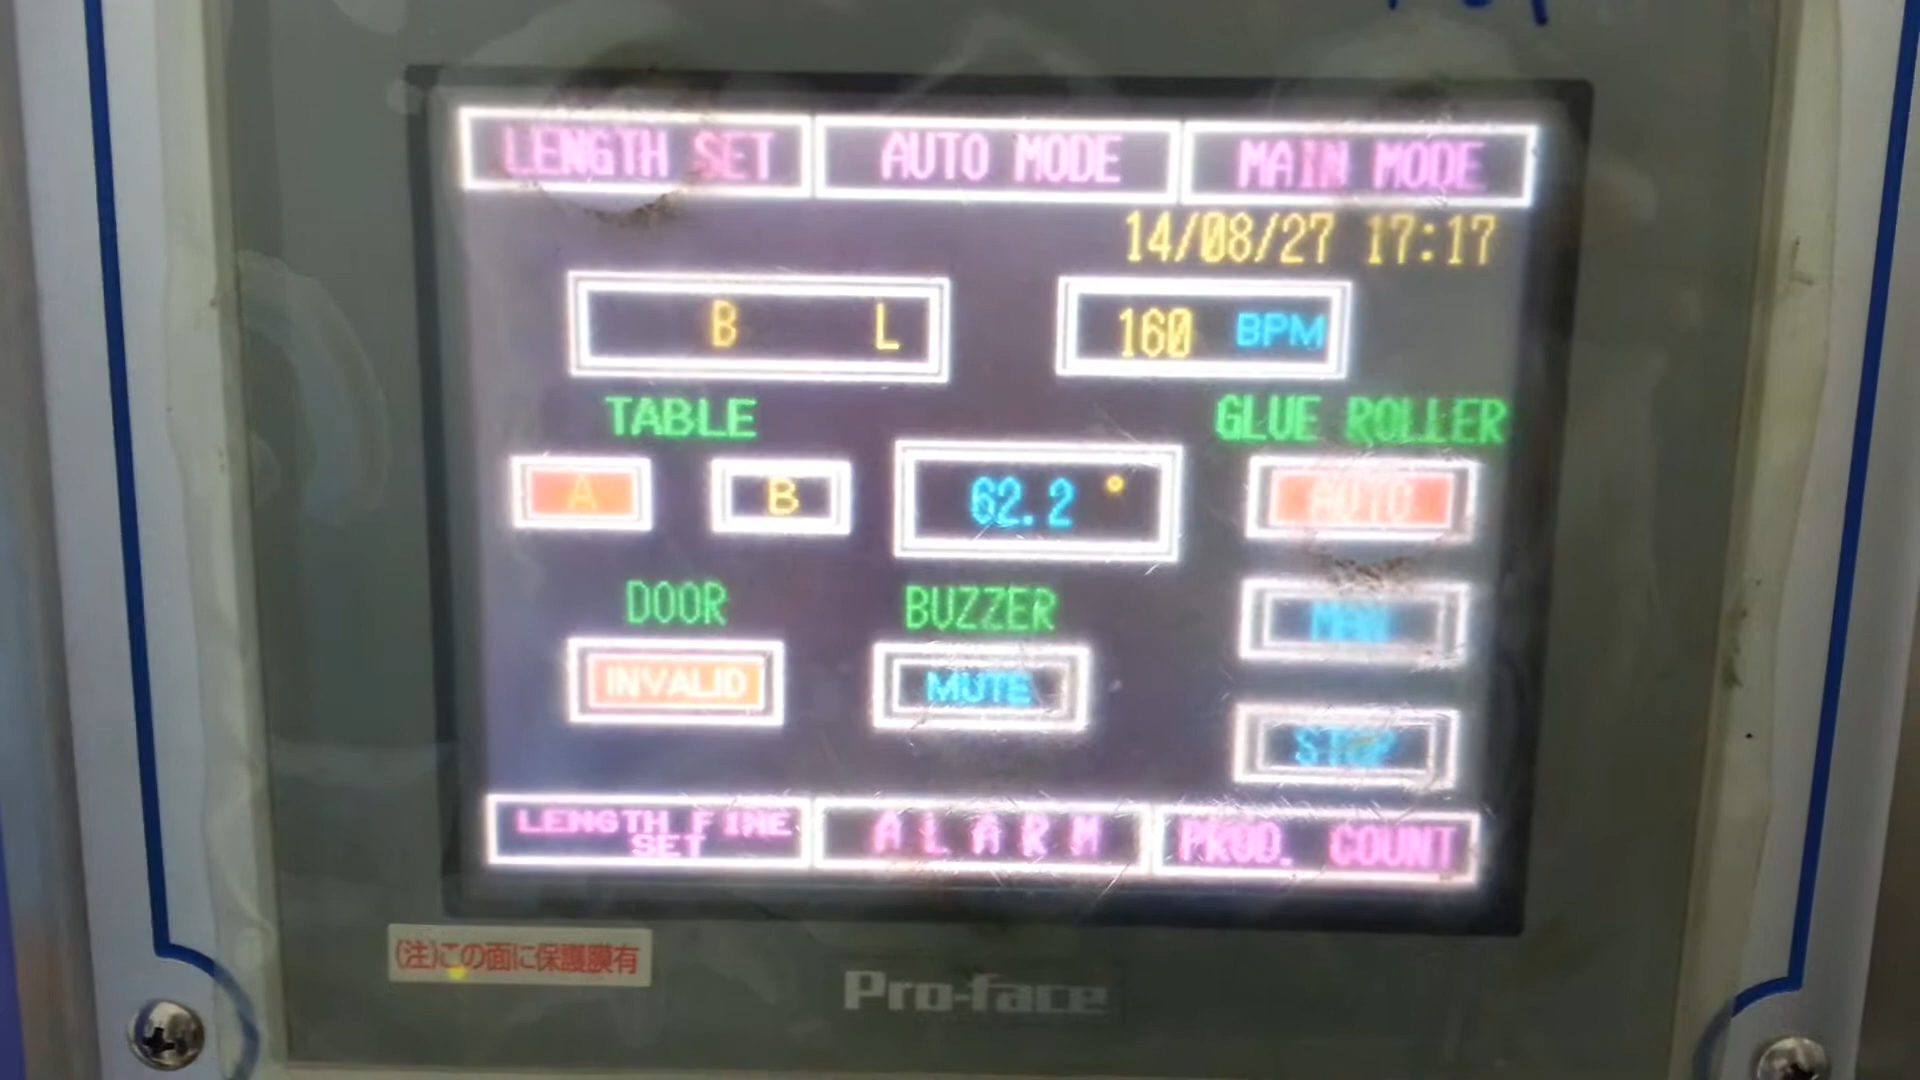 LENGTH SET AUTO MODE MAIN MODE
14/08/27 17:17
B L 160 BPM
TABLE GLUE ROLLER
A B 62.2 ° AUTO
DOOR BUZZER MAN
INVALID MUTE STOP
LENGTH FINE SET ALARM PROD. COUNT
(注)この面に保護膜有
Pro-face